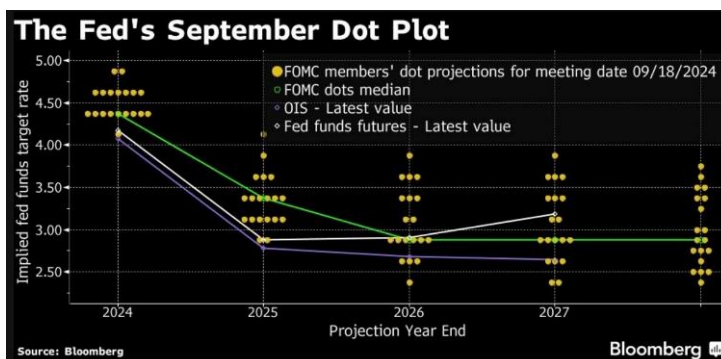 The Fed's September Dot Plot
5.00
4.50
4.00
3.50
3.00
2.50
Implied fed funds target rate
FOMC members' dot projections for meeting date 09/18/2024
FOMC dots median
OIS - Latest value
Fed funds futures - Latest value
2024
2025
2026
2027
Projection Year End
Source: Bloomberg
Bloomberg